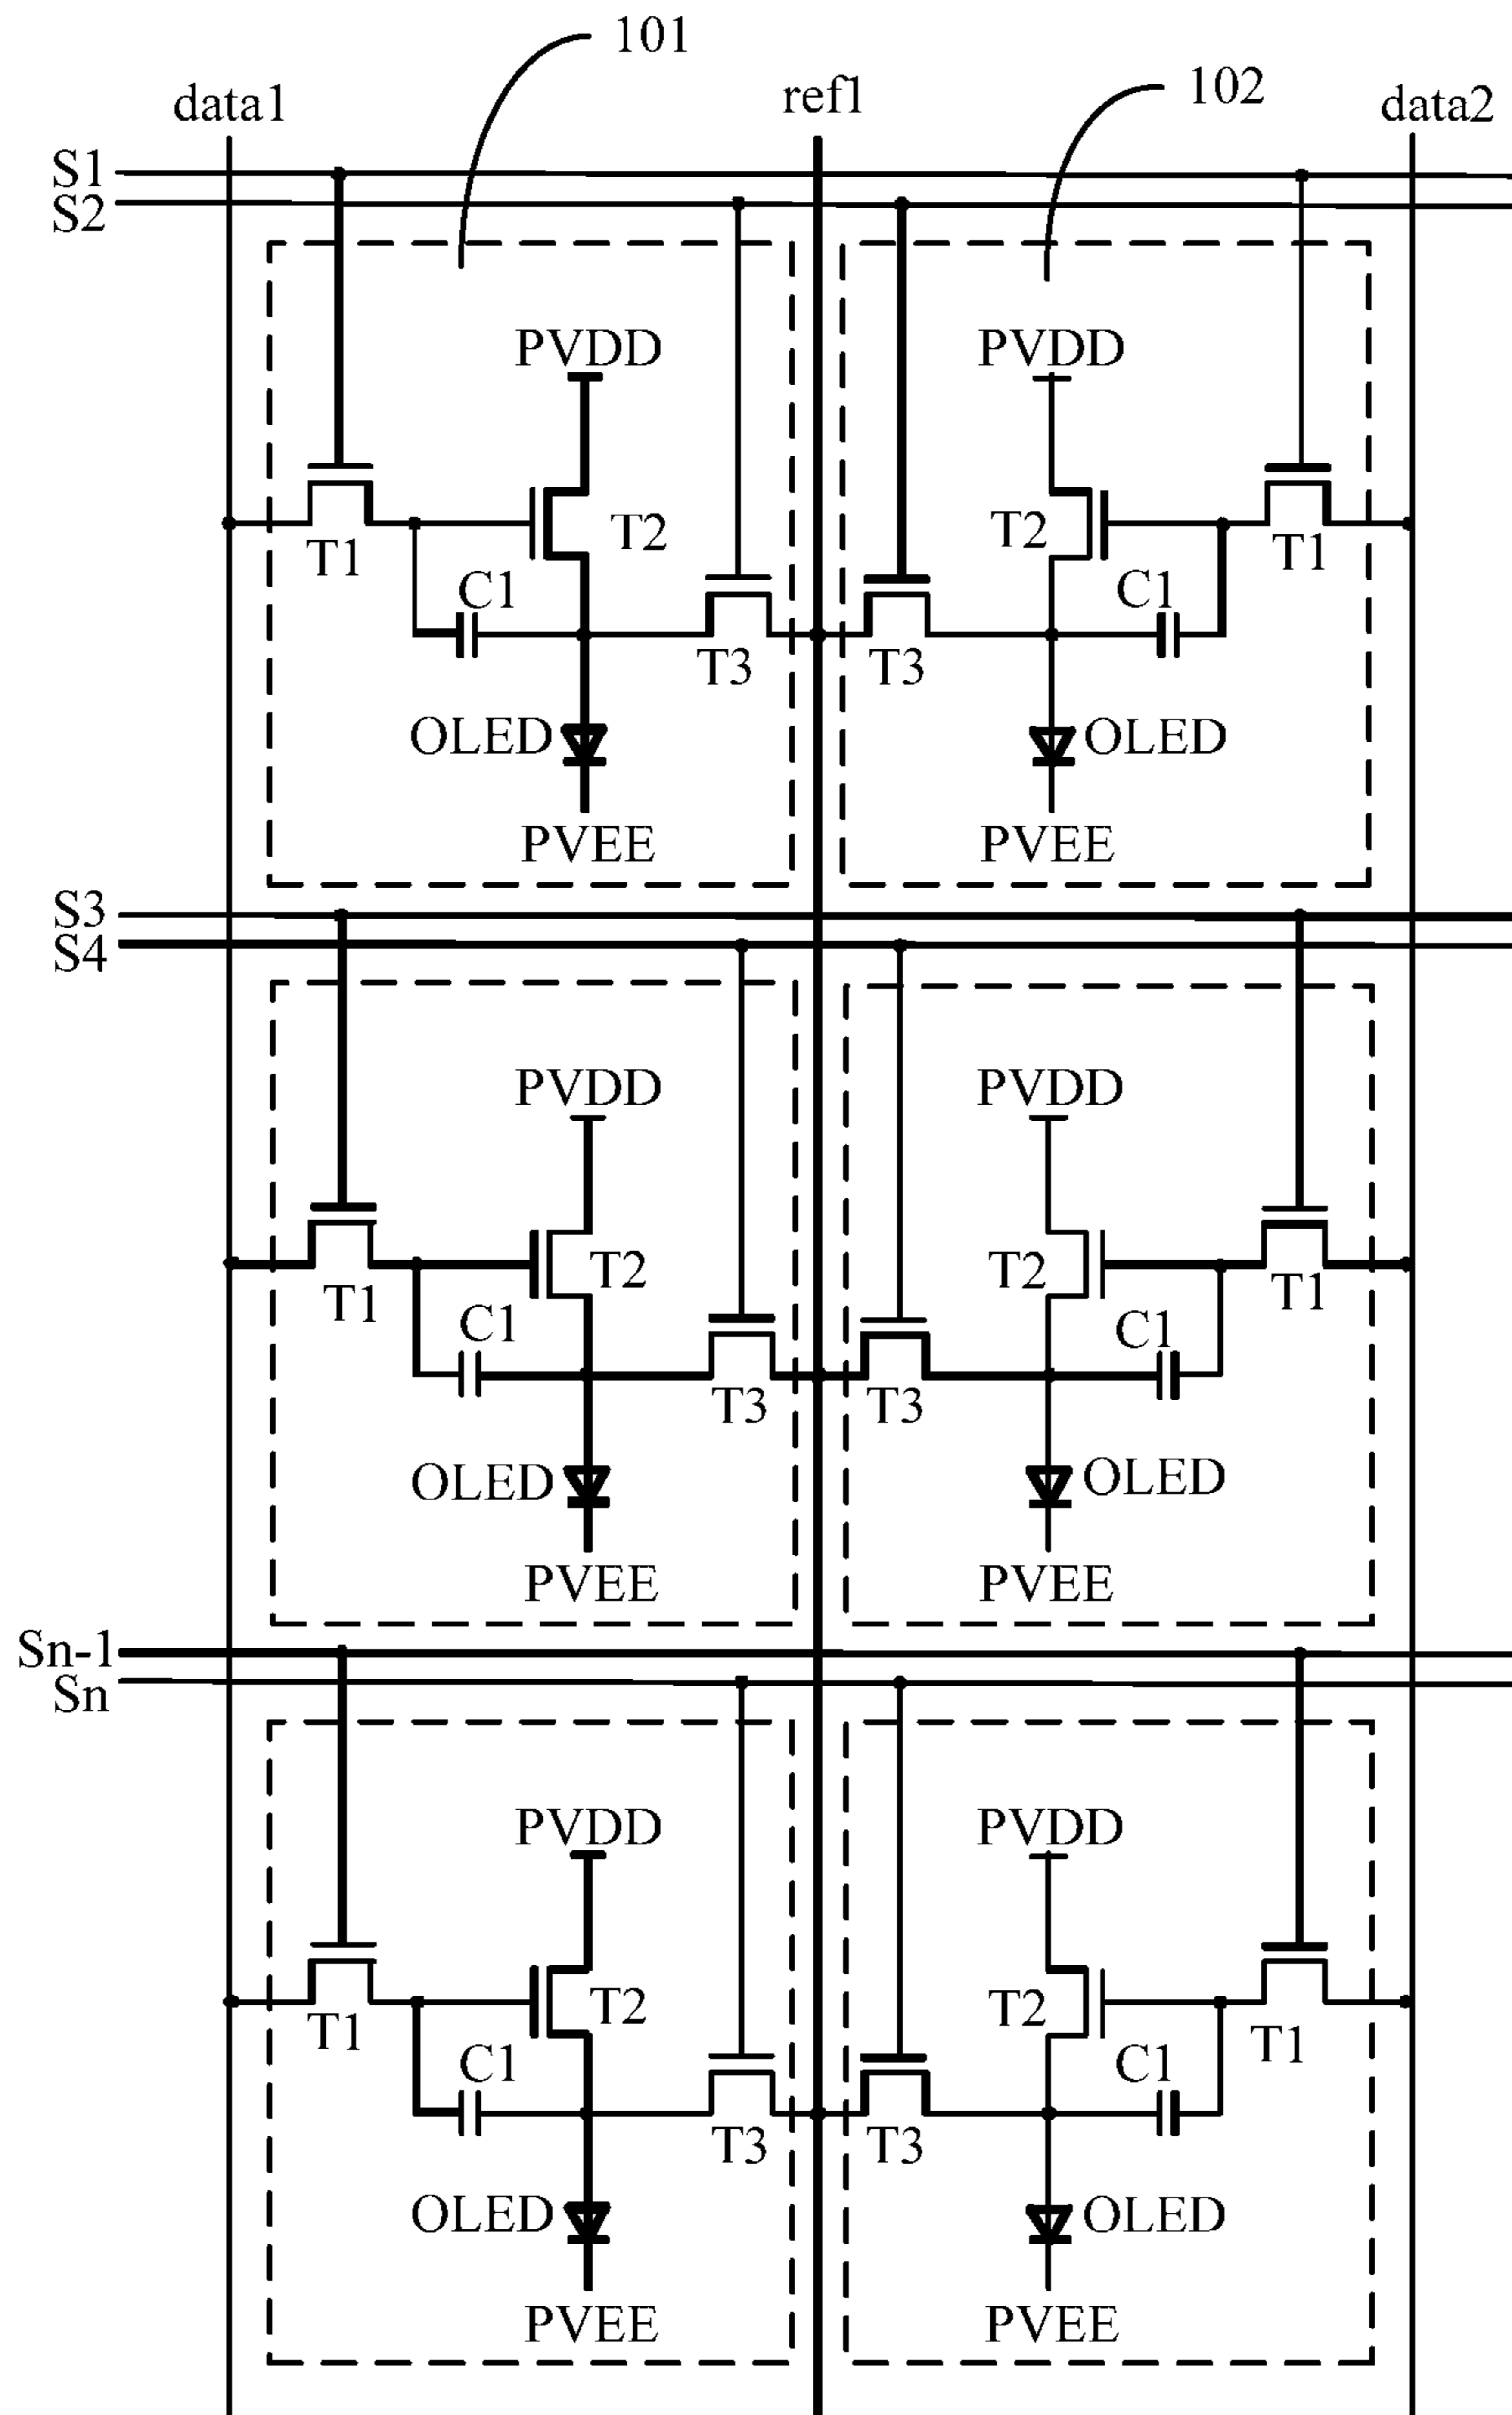 101
102
data1
ref1
data2
S1
S2
PVDD
PVDD
T1
T2
T2
T1
C1
C1
T3
T3
OLED
OLED
PVEE
PVEE
S3
S4
PVDD
PVDD
T1
T2
T2
T1
C1
C1
T3
T3
OLED
OLED
PVEE
PVEE
Sn-1
Sn
PVDD
PVDD
T1
T2
T2
T1
C1
C1
T3
T3
OLED
OLED
PVEE
PVEE